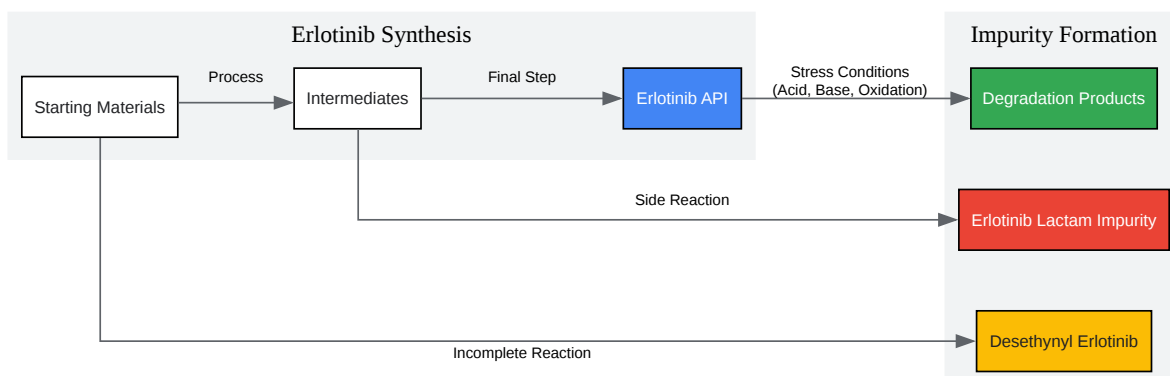 Erlotinib Synthesis
Impurity Formation
Starting Materials
Process
Intermediates
Final Step
Erlotinib API
Stress Conditions
(Acid, Base, Oxidation)
Degradation Products
Side Reaction
Erlotinib Lactam Impurity
Incomplete Reaction
Desethynyl Erlotinib